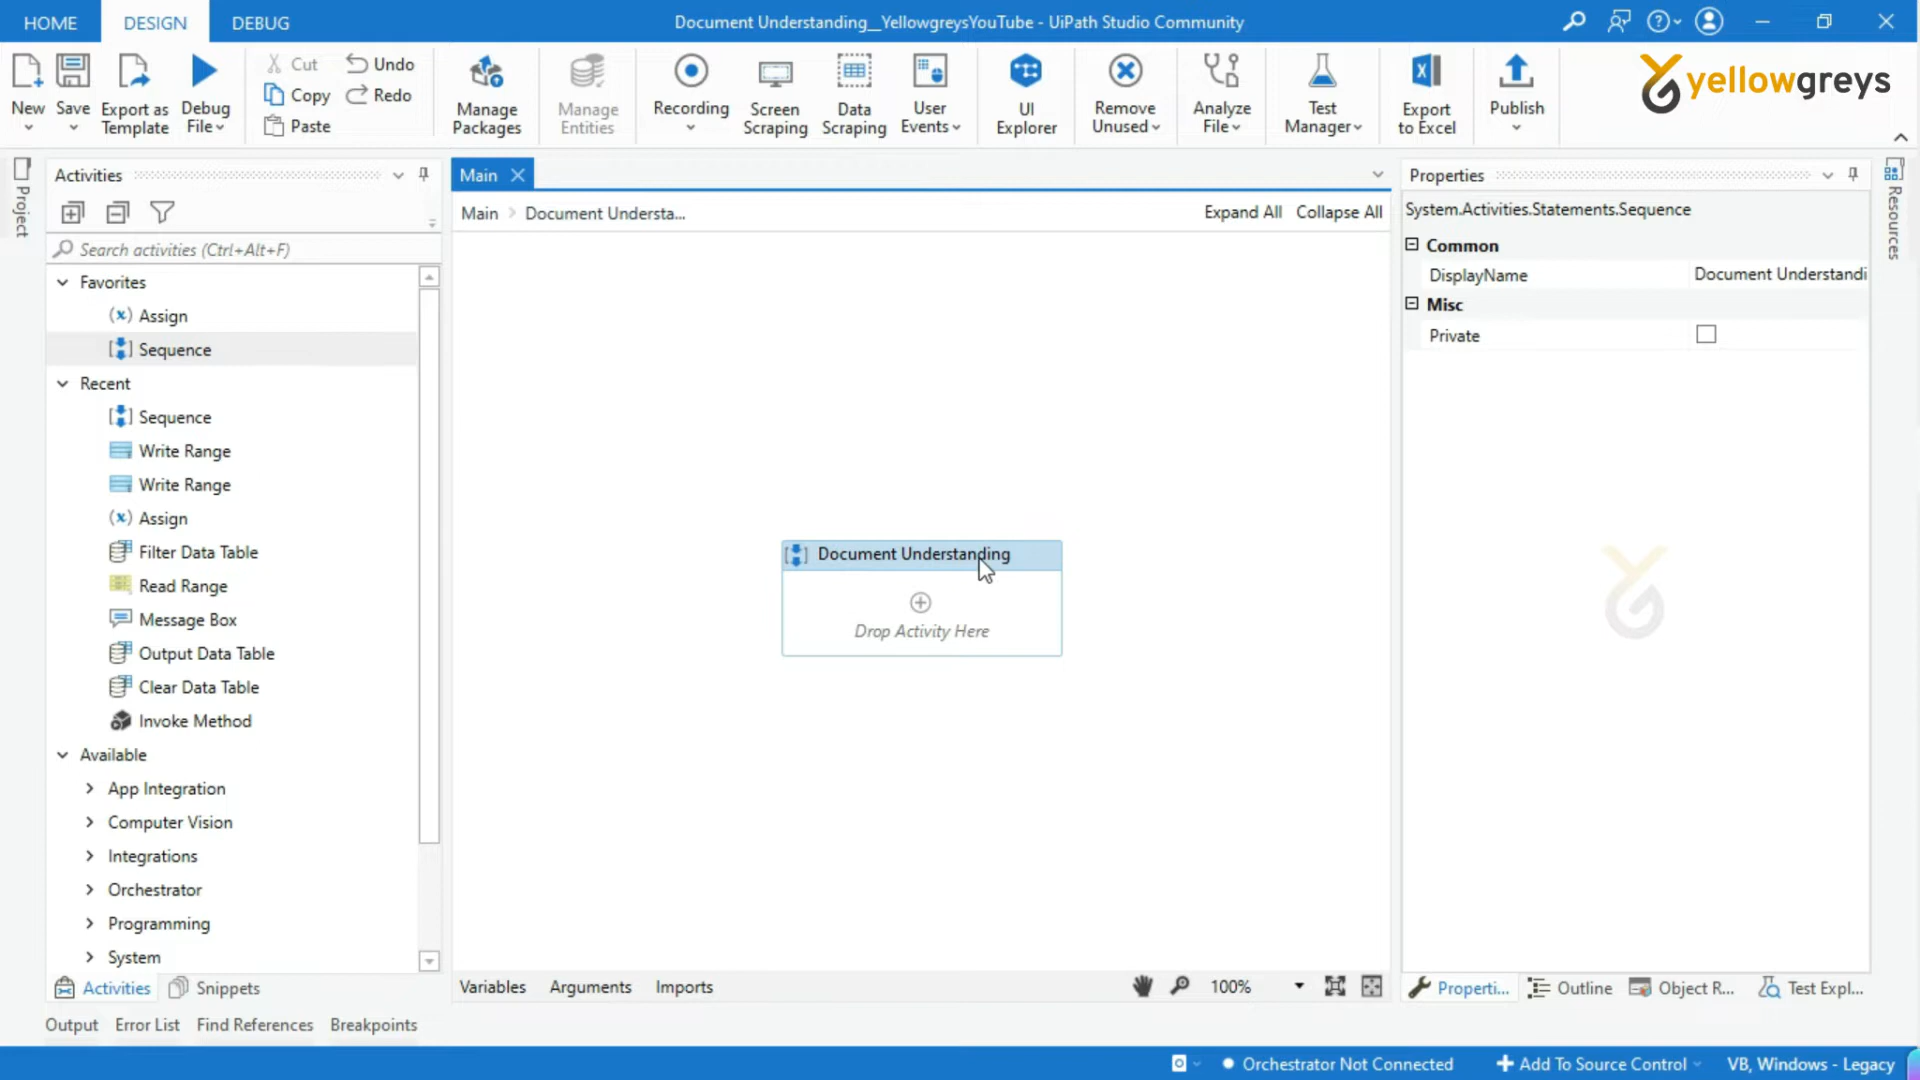 HOME DESIGN DEBUG Document Understanding__YellowgreysYouTube - UiPath Studio Community
New Save Export as Template Debug File Cut Copy Paste Undo Redo Manage Packages Manage Entities Recording Screen Scraping Data Scraping User Events UI Explorer Remove Unused Analyze File Test Manager Export to Excel Publish yellowgreys
Project
Activities
Search activities (Ctrl+Alt+F)
Favorites
Assign
Sequence
Recent
Sequence
Write Range
Write Range
Assign
Filter Data Table
Read Range
Message Box
Output Data Table
Clear Data Table
Invoke Method
Available
App Integration
Computer Vision
Integrations
Orchestrator
Programming
System
Activities Snippets
Main
Main Document Understa... Expand All Collapse All
Document Understanding
Drop Activity Here
Variables Arguments Imports 100%
Properties
System.Activities.Statements.Sequence
Common
DisplayName Document Understandi
Misc
Private
Properti... Outline Object R... Test Expl...
Resources
Output Error List Find References Breakpoints
Orchestrator Not Connected Add To Source Control VB, Windows - Legacy